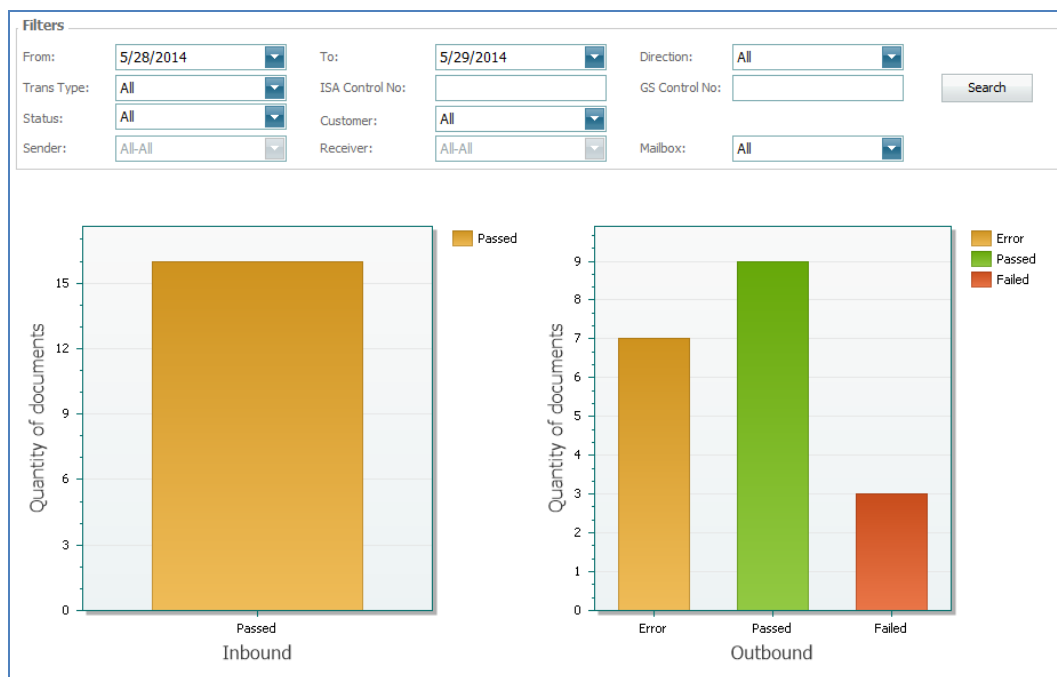 Filters
From: 5/28/2014 To: 5/29/2014 Direction: All
Trans Type: All ISA Control No: GS Control No: Search
Status: All Customer: All
Sender: All-All Receiver: All-All Mailbox: All
Quantity of documents
15
12
9
6
3
0
Passed
Inbound
Passed
Quantity of documents
9
8
7
6
5
4
3
2
1
0
Error Passed Failed
Outbound
Error
Passed
Failed